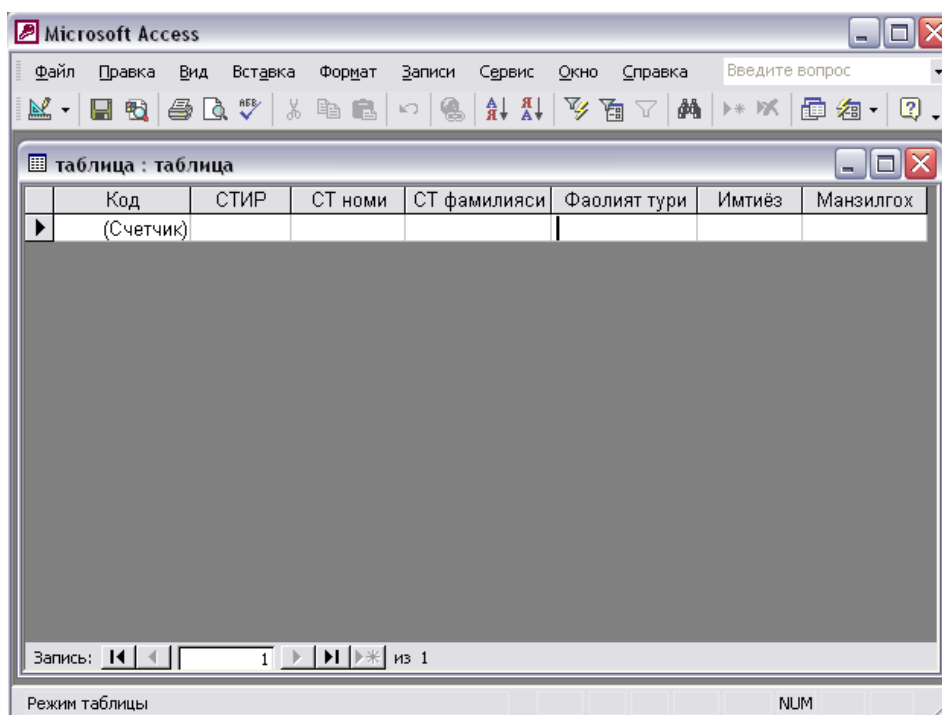 Microsoft Access
Файл Правка Вид Вставка Формат Записи Сервис Окно Справка Введите вопрос
таблица : таблица
Код СТИР СТ номи СТ фамилияси Фаолият тури Имтиёз Манзилгох
(Счетчик)
Запись: 1 из 1
Режим таблицы NUM